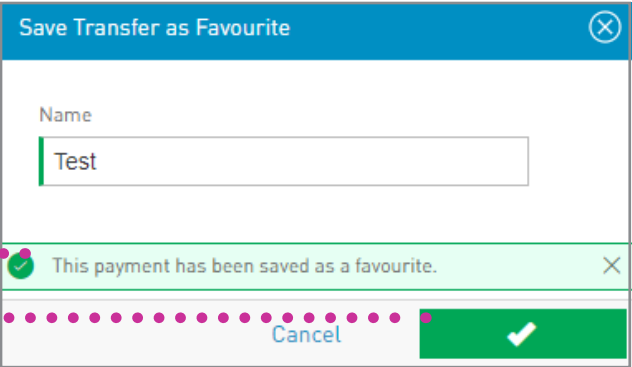 Save Transfer as Favourite
Name
Test
This payment has been saved as a favourite.
Cancel